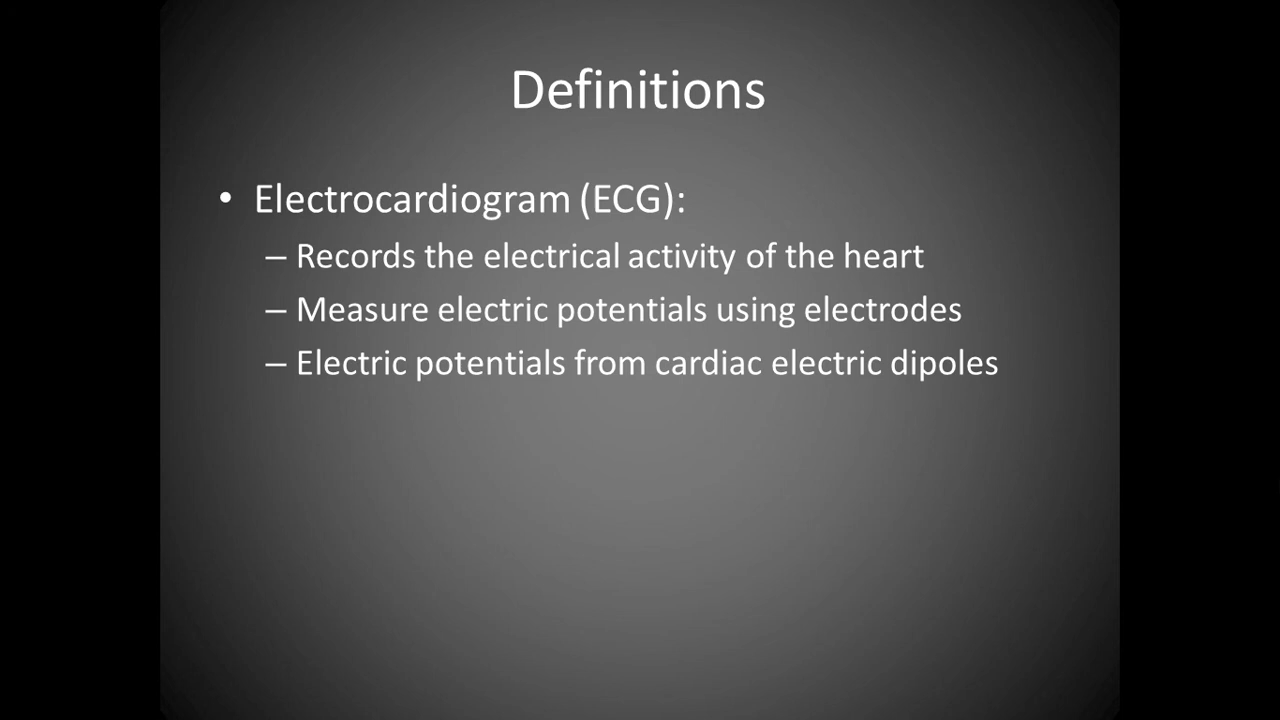 Definitions
• Electrocardiogram (ECG):
– Records the electrical activity of the heart
– Measure electric potentials using electrodes
– Electric potentials from cardiac electric dipoles